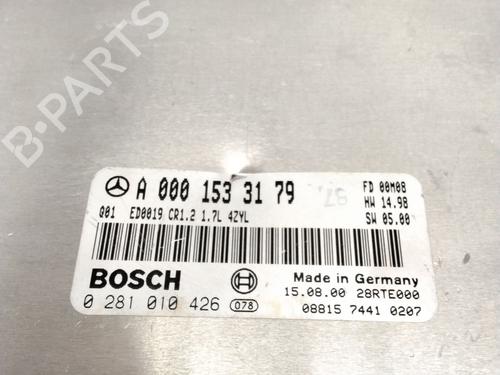 A 000 153 31 79
FD 00M08
G01 ED0019 CR1.2 1.7L 4ZYL
HW 14.98
SW 05.00
BOSCH
Made in Germany
0 281 010 426 078
15.08.00 28RTE000
08815 7441 0207
B-PARTS